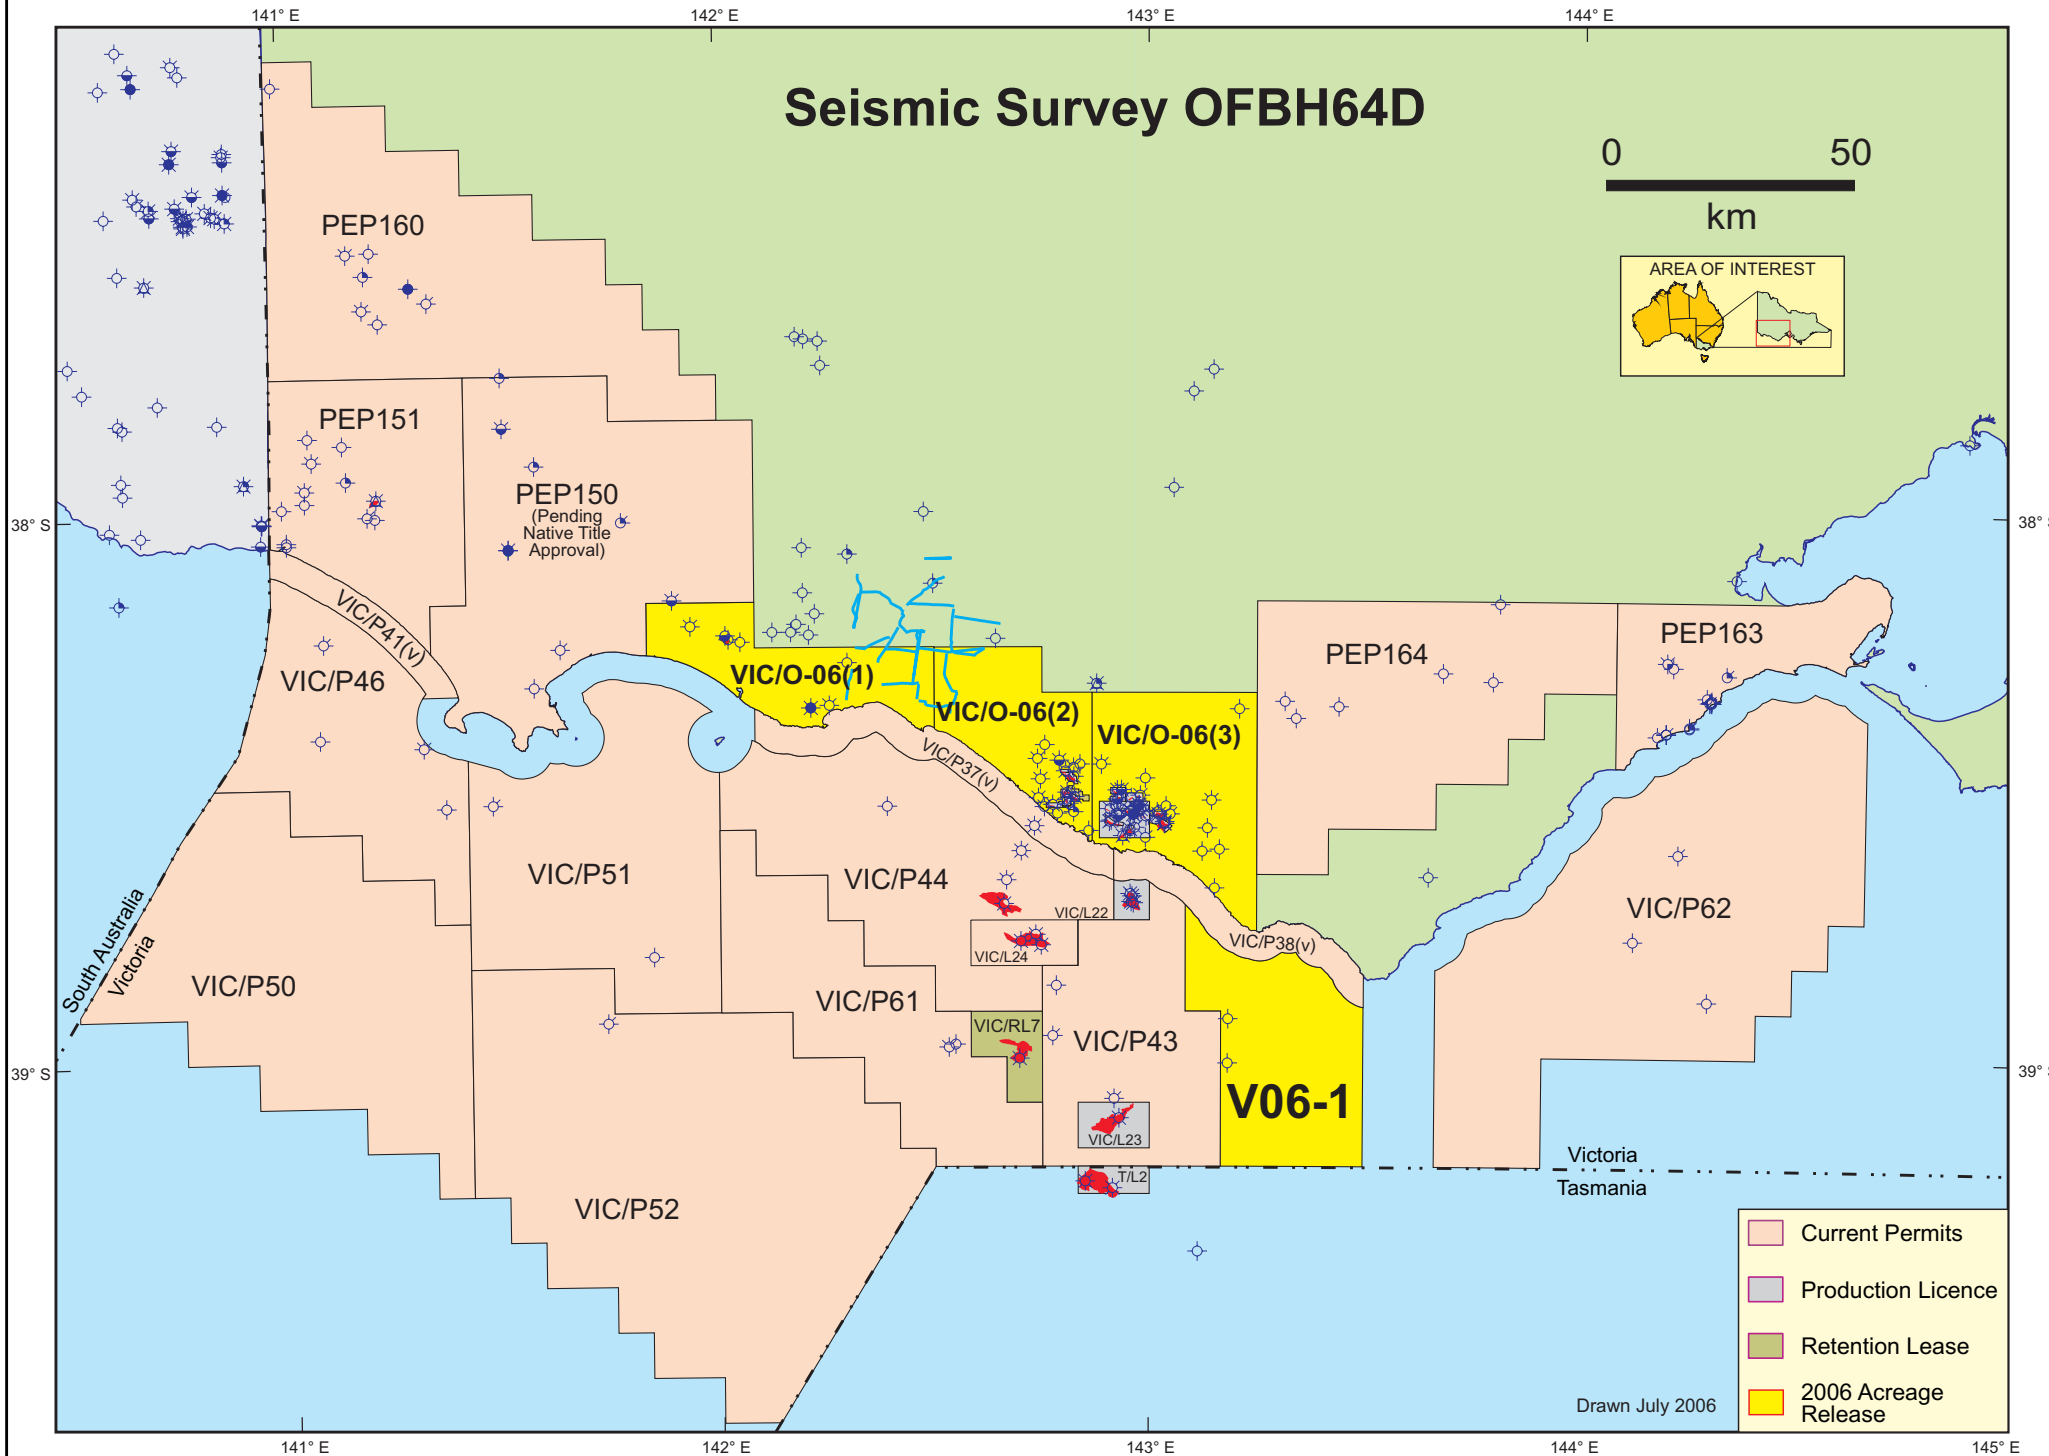 141° E
142° E
143° E
144° E
Seismic Survey OFBH64D
0
50
km
AREA OF INTEREST
PEP160
PEP151
PEP150
(Pending
Native Title
Approval)
38° S
38° S
VIC/P41(v)
VIC/P46
VIC/O-06(1)
VIC/O-06(2)
VIC/O-06(3)
PEP164
PEP163
VIC/P37(v)
VIC/P51
VIC/P44
VIC/L22
VIC/L24
VIC/P38(v)
VIC/P62
South Australia
Victoria
VIC/P50
VIC/P61
VIC/RL7
VIC/P43
39° S
39° S
V06-1
VIC/L23
T/L2
Victoria
Tasmania
VIC/P52
Current Permits
Production Licence
Retention Lease
2006 Acreage
Release
Drawn July 2006
141° E
142° E
143° E
144° E
145° E